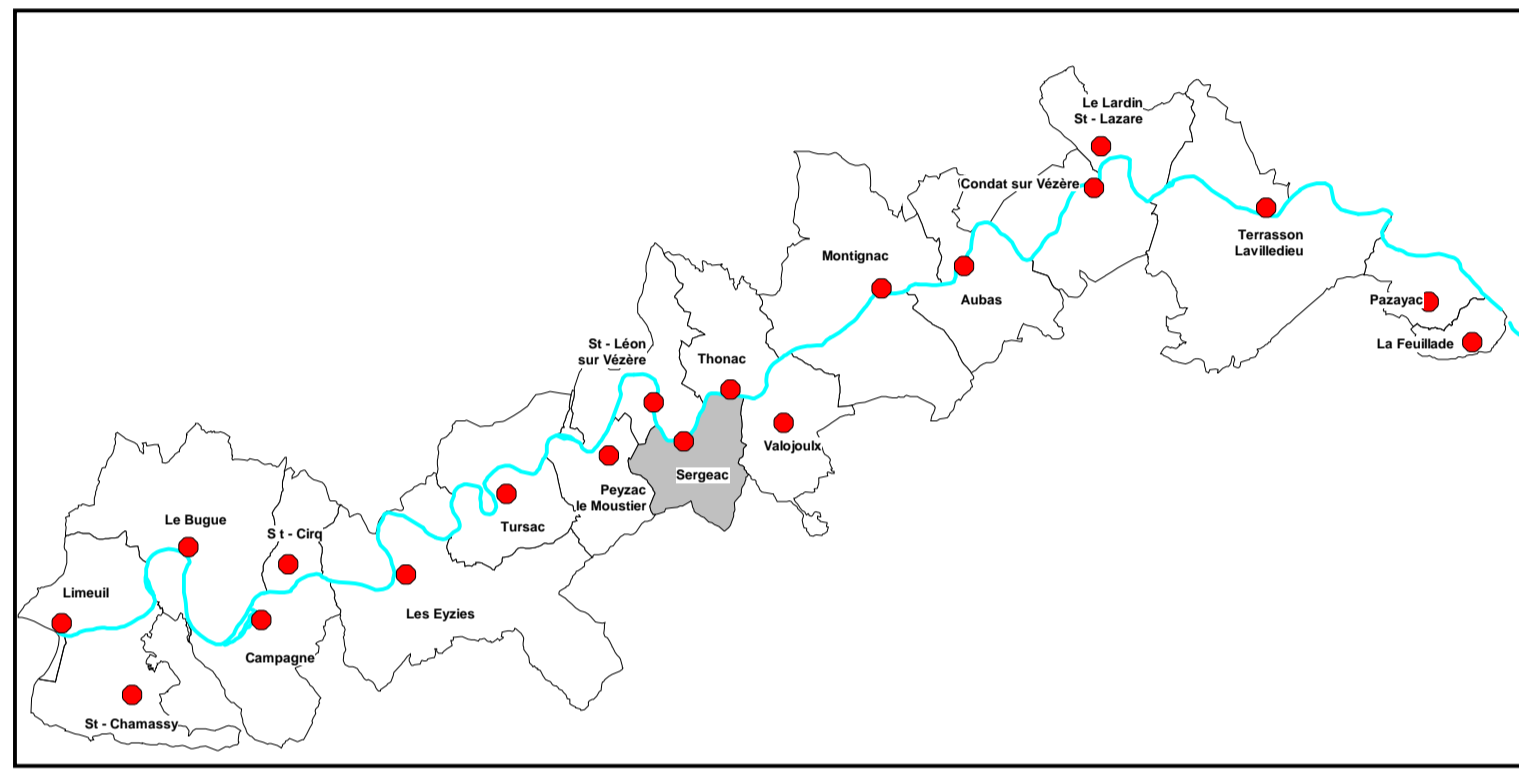 Le Lardin
St - Lazare
Condat sur Vézère
Terrasson
Lavilledieu
Montignac
Aubas
Pazayac
La Feuillade
St - Léon
sur Vézère
Thonac
Valojoulx
Sergeac
Peyzac
le Moustier
Tursac
Le Bugue
S t - Cirq
Limeuil
Les Eyzies
Campagne
St - Chamassy